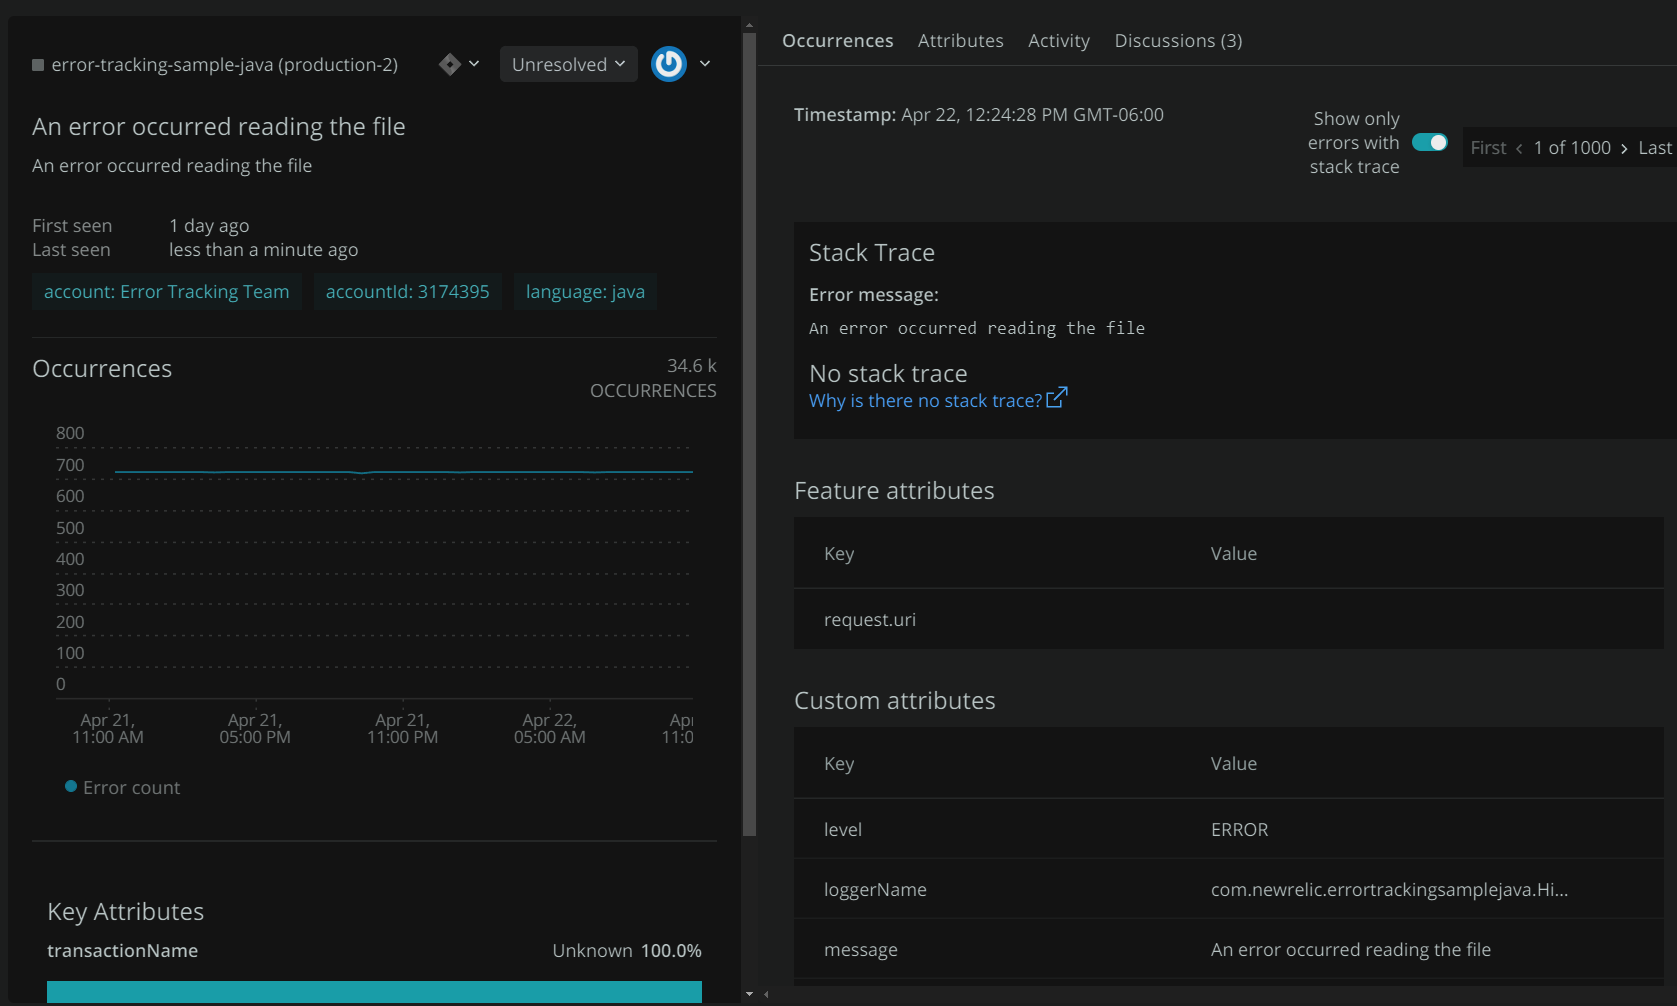 error-tracking-sample-java (production-2)
Unresolved
An error occurred reading the file
An error occurred reading the file
First seen 1 day ago
Last seen less than a minute ago
account: Error Tracking Team accountId: 3174395 language: java
Occurrences
34.6 k
OCCURRENCES
800
700
600
500
400
300
200
100
0
Apr 21,
11:00 AM
Apr 21,
05:00 PM
Apr 21,
11:00 PM
Apr 22,
05:00 AM
Apr
11:0
Error count
Key Attributes
transactionName Unknown 100.0%
Occurrences Attributes Activity Discussions (3)
Timestamp: Apr 22, 12:24:28 PM GMT-06:00
Show only
errors with
stack trace
First < 1 of 1000 > Last
Stack Trace
Error message:
An error occurred reading the file
No stack trace
Why is there no stack trace?
Feature attributes
Key Value
request.uri
Custom attributes
Key Value
level ERROR
loggerName com.newrelic.errortrackingsamplejava.Hi...
message An error occurred reading the file